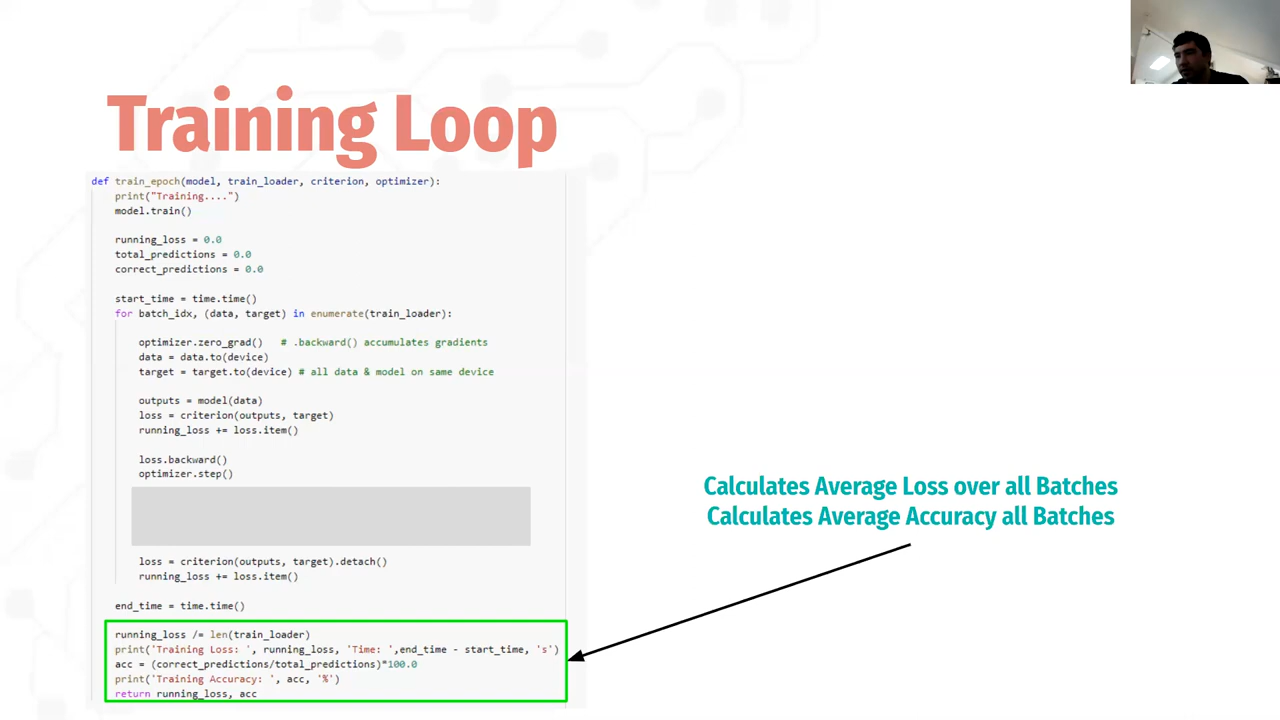 Training Loop
def train_epoch(model, train_loader, criterion, optimizer):
print("Training....")
model.train()
running_loss = 0.0
total_predictions = 0.0
correct_predictions = 0.0
start_time = time.time()
for batch_idx, (data, target) in enumerate(train_loader):
optimizer.zero_grad() # .backward() accumulates gradients
data = data.to(device)
target = target.to(device) # all data & model on same device
outputs = model(data)
loss = criterion(outputs, target)
running_loss += loss.item()
loss.backward()
optimizer.step()
loss = criterion(outputs, target).detach()
running_loss += loss.item()
end_time = time.time()
running_loss /= len(train_loader)
print('Training Loss: ', running_loss, 'Time: ',end_time - start_time, 's')
acc = (correct_predictions/total_predictions)*100.0
print('Training Accuracy: ', acc, '%')
return running_loss, acc
Calculates Average Loss over all Batches
Calculates Average Accuracy all Batches